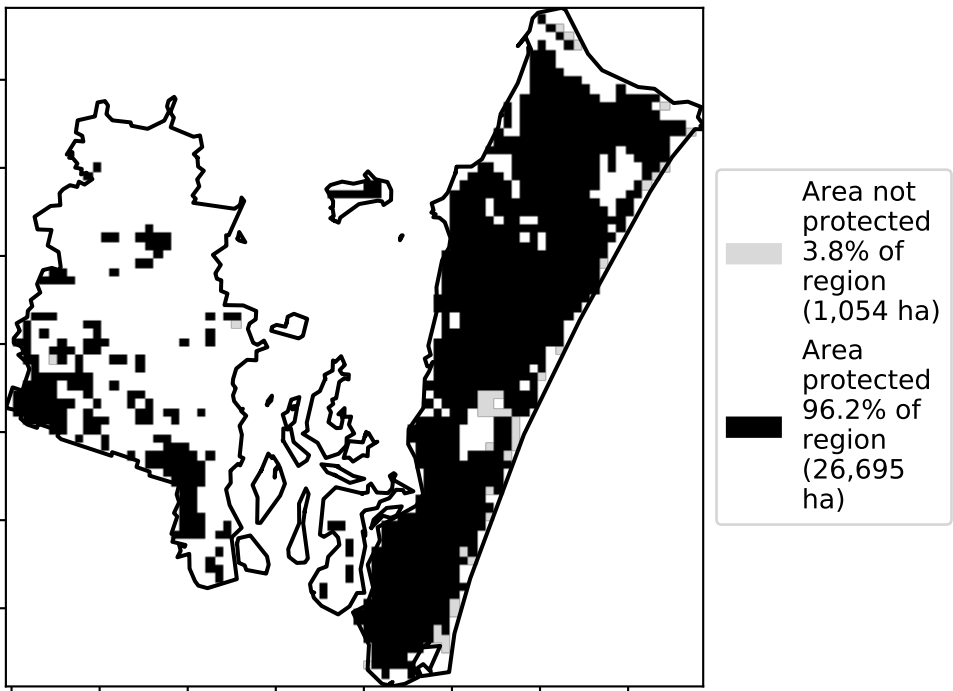 Area not
protected
3.8% of
region
(1,054 ha)
Area
protected
96.2% of
region
(26,695
ha)